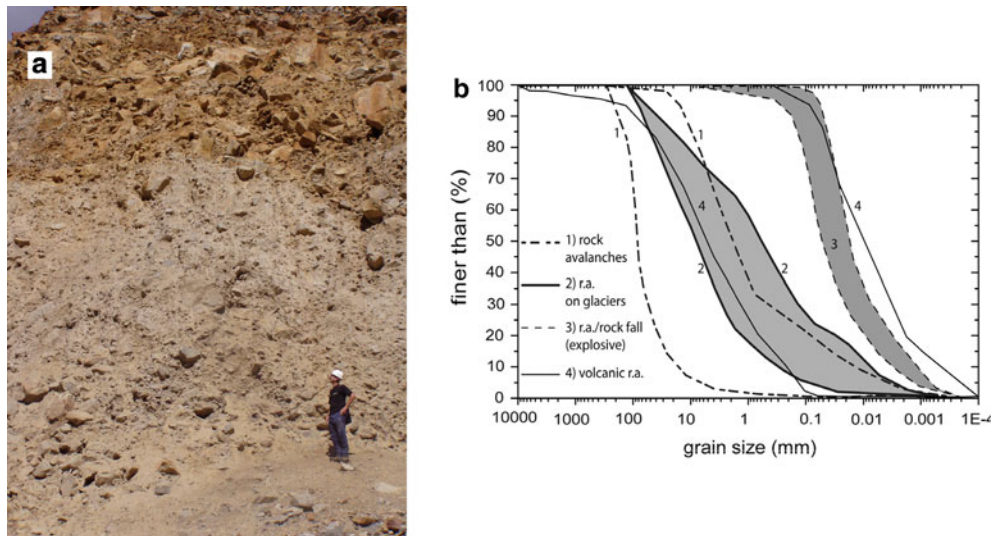 a
b
100
90
80
70
60
50
40
30
20
10
0
finer than (%)
1
1
4
2
2
3
4
1) rock
avalanches
2) r.a.
on glaciers
3) r.a./rock fall
(explosive)
4) volcanic r.a.
10000 1000 100 10 1 0.1 0.01 0.001 1E-4
grain size (mm)